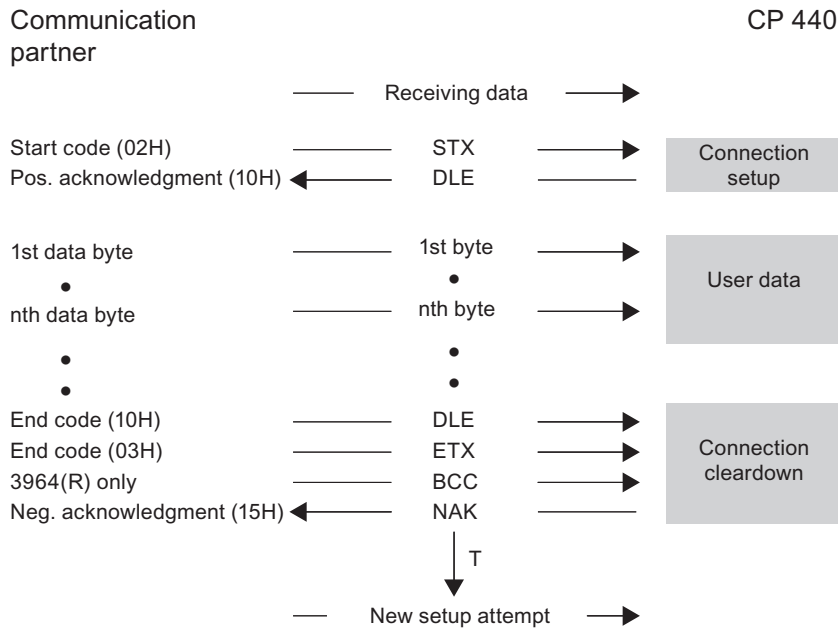 Communication partner
CP 440
Receiving data
Start code (02H) STX
Connection setup
Pos. acknowledgment (10H) DLE
1st data byte 1st byte
User data
nth data byte nth byte
End code (10H) DLE
End code (03H) ETX
Connection cleardown
3964(R) only BCC
Neg. acknowledgment (15H) NAK
T
New setup attempt